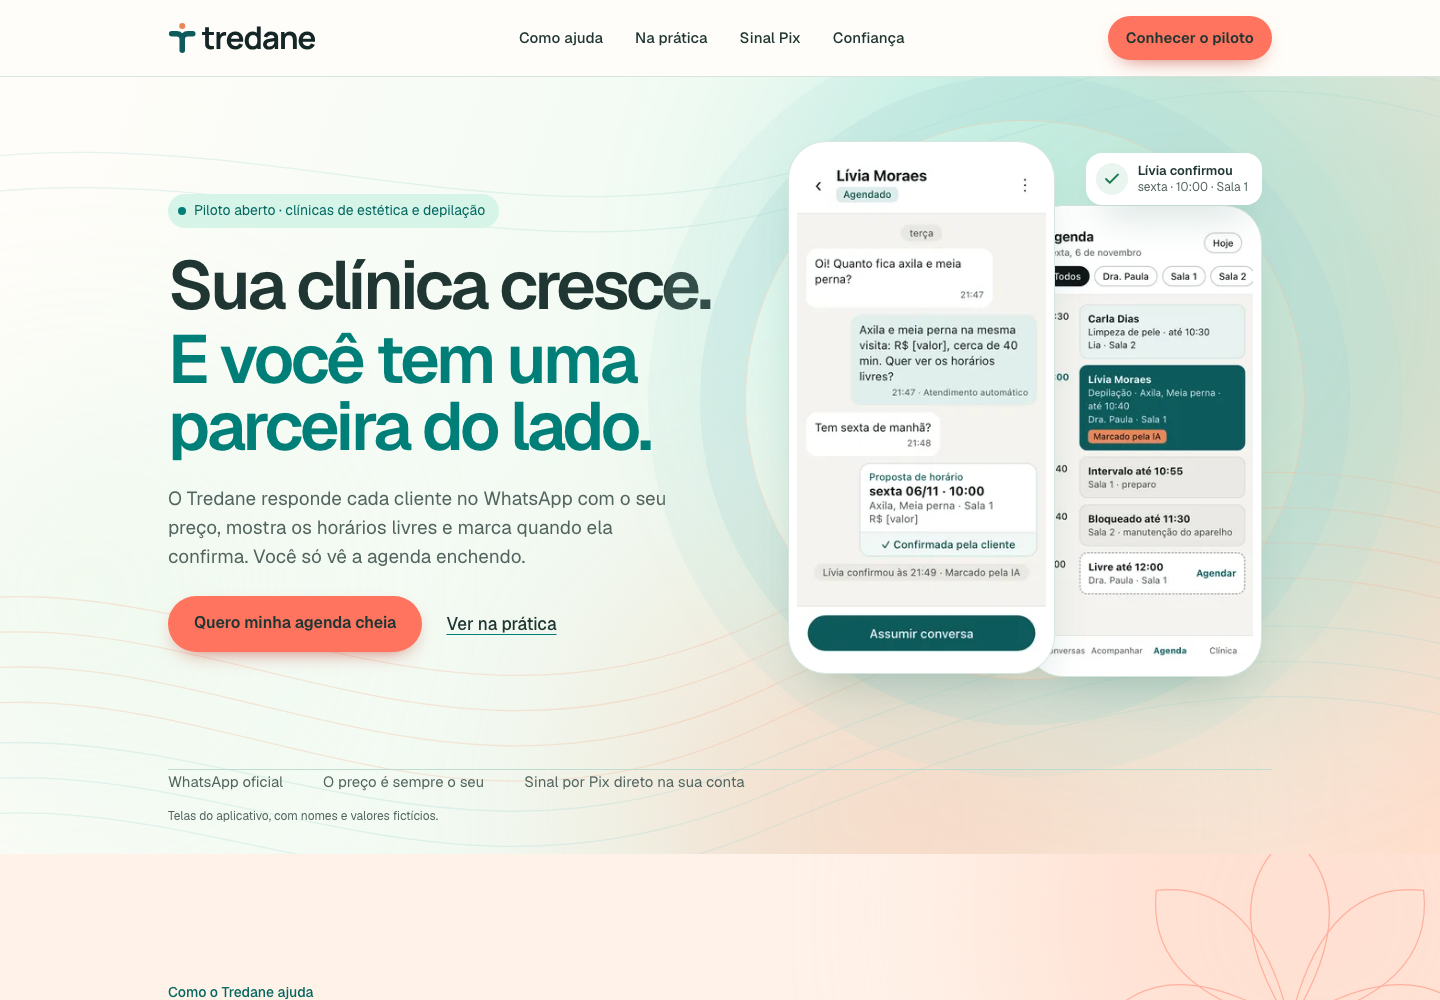 tredane
Como ajuda
Na prática
Sinal Pix
Confiança
Conhecer o piloto
Piloto aberto · clínicas de estética e depilação
Sua clínica cresce.
E você tem uma
parceira do lado.
O Tredane responde cada cliente no WhatsApp com o seu
preço, mostra os horários livres e marca quando ela
confirma. Você só vê a agenda enchendo.
Quero minha agenda cheia
Ver na prática
Lívia Moraes
Agendado
terça
Oi! Quanto fica axila e meia
perna?
21:47
Axila e meia perna na mesma
visita: R$ [valor], cerca de 40
min. Quer ver os horários
livres?
21:47 · Atendimento automático
Tem sexta de manhã?
21:48
Proposta de horário
sexta 06/11 · 10:00
Axila, Meia perna · Sala 1
R$ [valor]
✓ Confirmada pela cliente
Lívia confirmou às 21:49 · Marcado pela IA
Assumir conversa
Lívia confirmou
sexta · 10:00 · Sala 1
genda
exta, 6 de novembro
Hoje
Todos
Dra. Paula
Sala 1
Sala 2
:30
Carla Dias
Limpeza de pele · até 10:30
Lia · Sala 2
:00
Lívia Moraes
Depilação · Axila, Meia perna ·
até 10:40
Dra. Paula · Sala 1
Marcado pela IA
:40
Intervalo até 10:55
Sala 1 · preparo
:40
Bloqueado até 11:30
Sala 2 · manutenção do aparelho
:00
Livre até 12:00
Dra. Paula · Sala 1
Agendar
onversas
Acompanhar
Agenda
Clínica
WhatsApp oficial
O preço é sempre o seu
Sinal por Pix direto na sua conta
Telas do aplicativo, com nomes e valores fictícios.
Como o Tredane ajuda